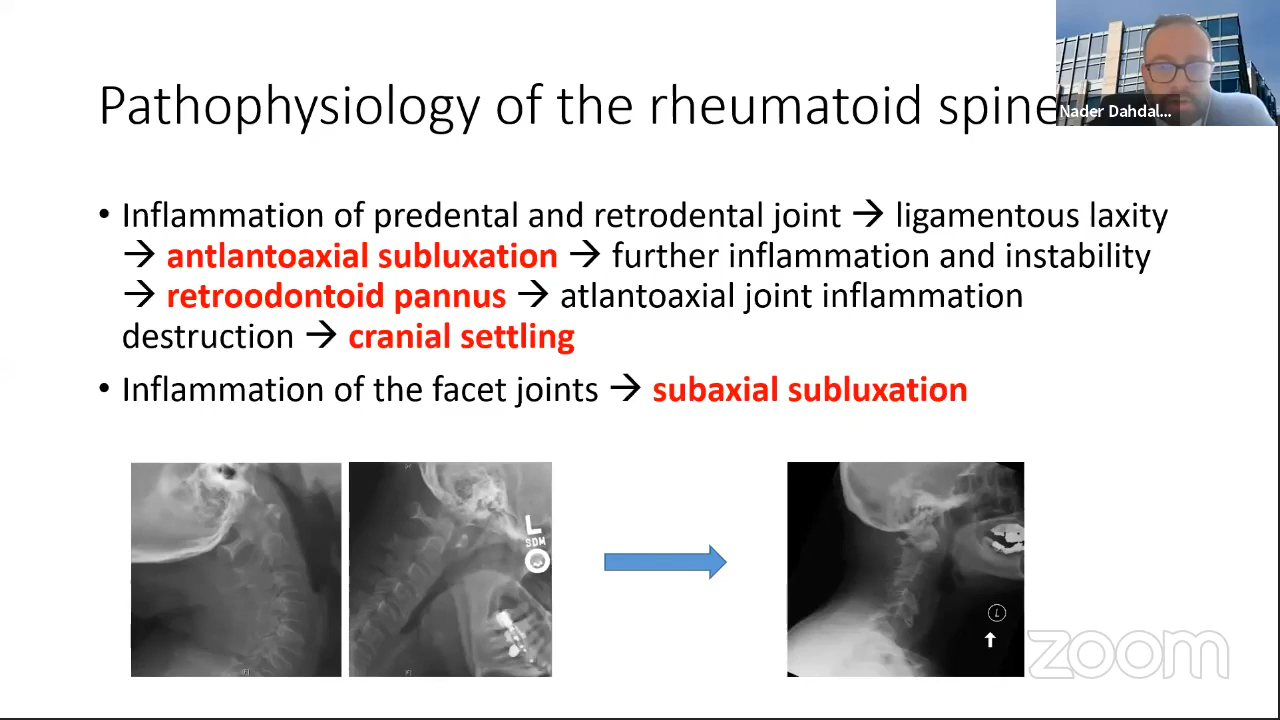 Pathophysiology of the rheumatoid spine
Nader Dahdal...
• Inflammation of predental and retrodental joint → ligamentous laxity
→ antlantoaxial subluxation → further inflammation and instability
→ retroodontoid pannus → atlantoaxial joint inflammation
destruction → cranial settling
• Inflammation of the facet joints → subaxial subluxation
L
SDM
L
zoom